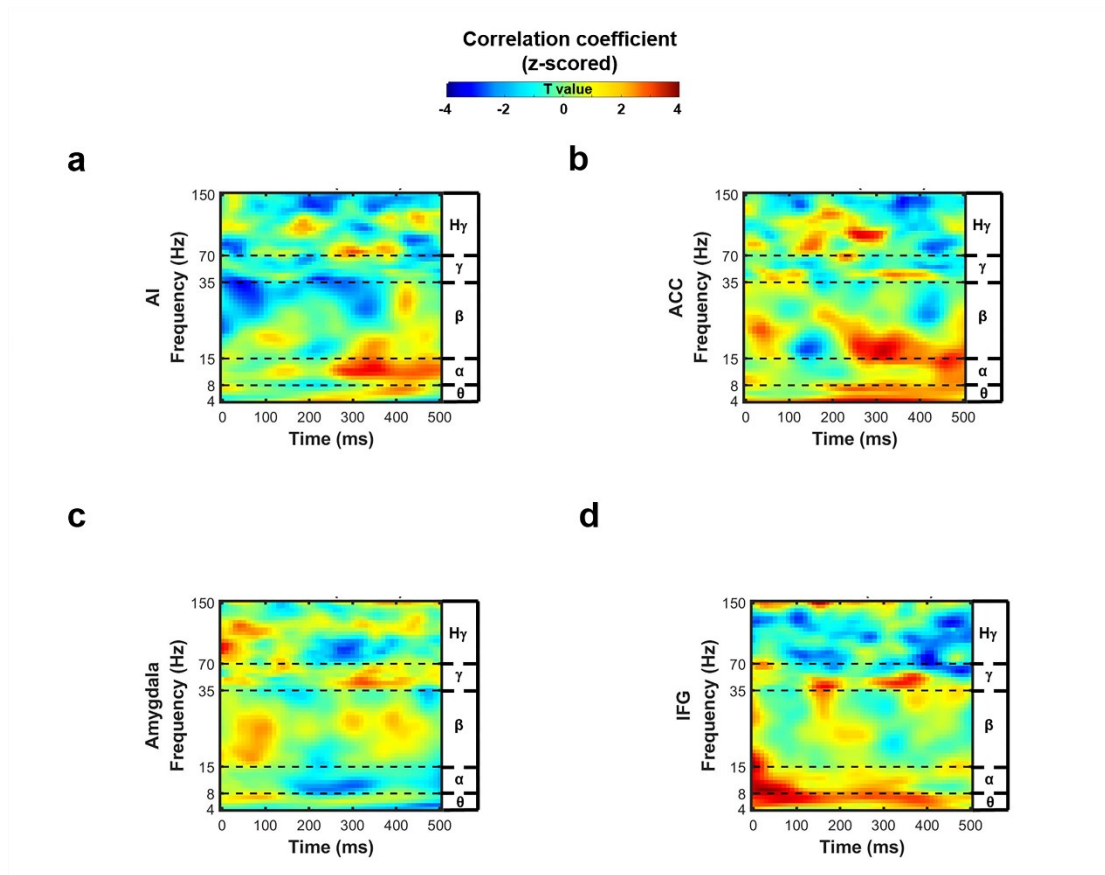 Correlation coefficient
(z-scored)
T value
-4 -2 0 2 4
a
AI
Frequency (Hz)
150
70
35
15
8
4
Hγ
γ
β
α
θ
0 100 200 300 400 500
Time (ms)
b
ACC
Frequency (Hz)
150
70
35
15
8
4
Hγ
γ
β
α
θ
0 100 200 300 400 500
Time (ms)
c
Amygdala
Frequency (Hz)
150
70
35
15
8
4
Hγ
γ
β
α
θ
0 100 200 300 400 500
Time (ms)
d
IFG
Frequency (Hz)
150
70
35
15
8
4
Hγ
γ
β
α
θ
0 100 200 300 400 500
Time (ms)